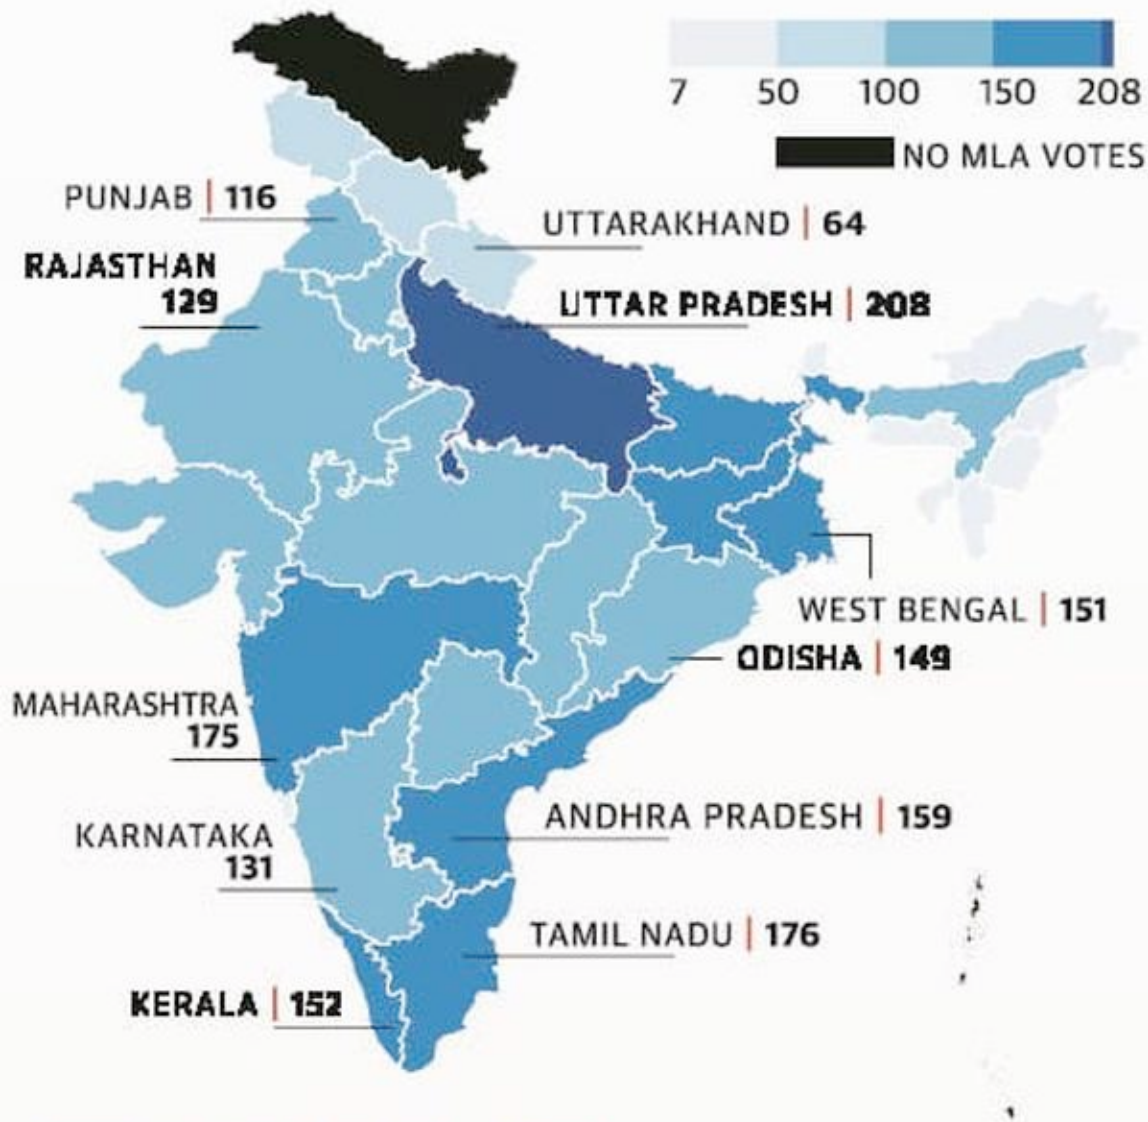 7 50 100 150 208
NO MLA VOTES
PUNJAB | 116
UTTARAKHAND | 64
RAJASTHAN
129
UTTAR PRADESH | 208
WEST BENGAL | 151
ODISHA | 149
MAHARASHTRA
175
ANDHRA PRADESH | 159
KARNATAKA
131
TAMIL NADU | 176
KERALA | 152